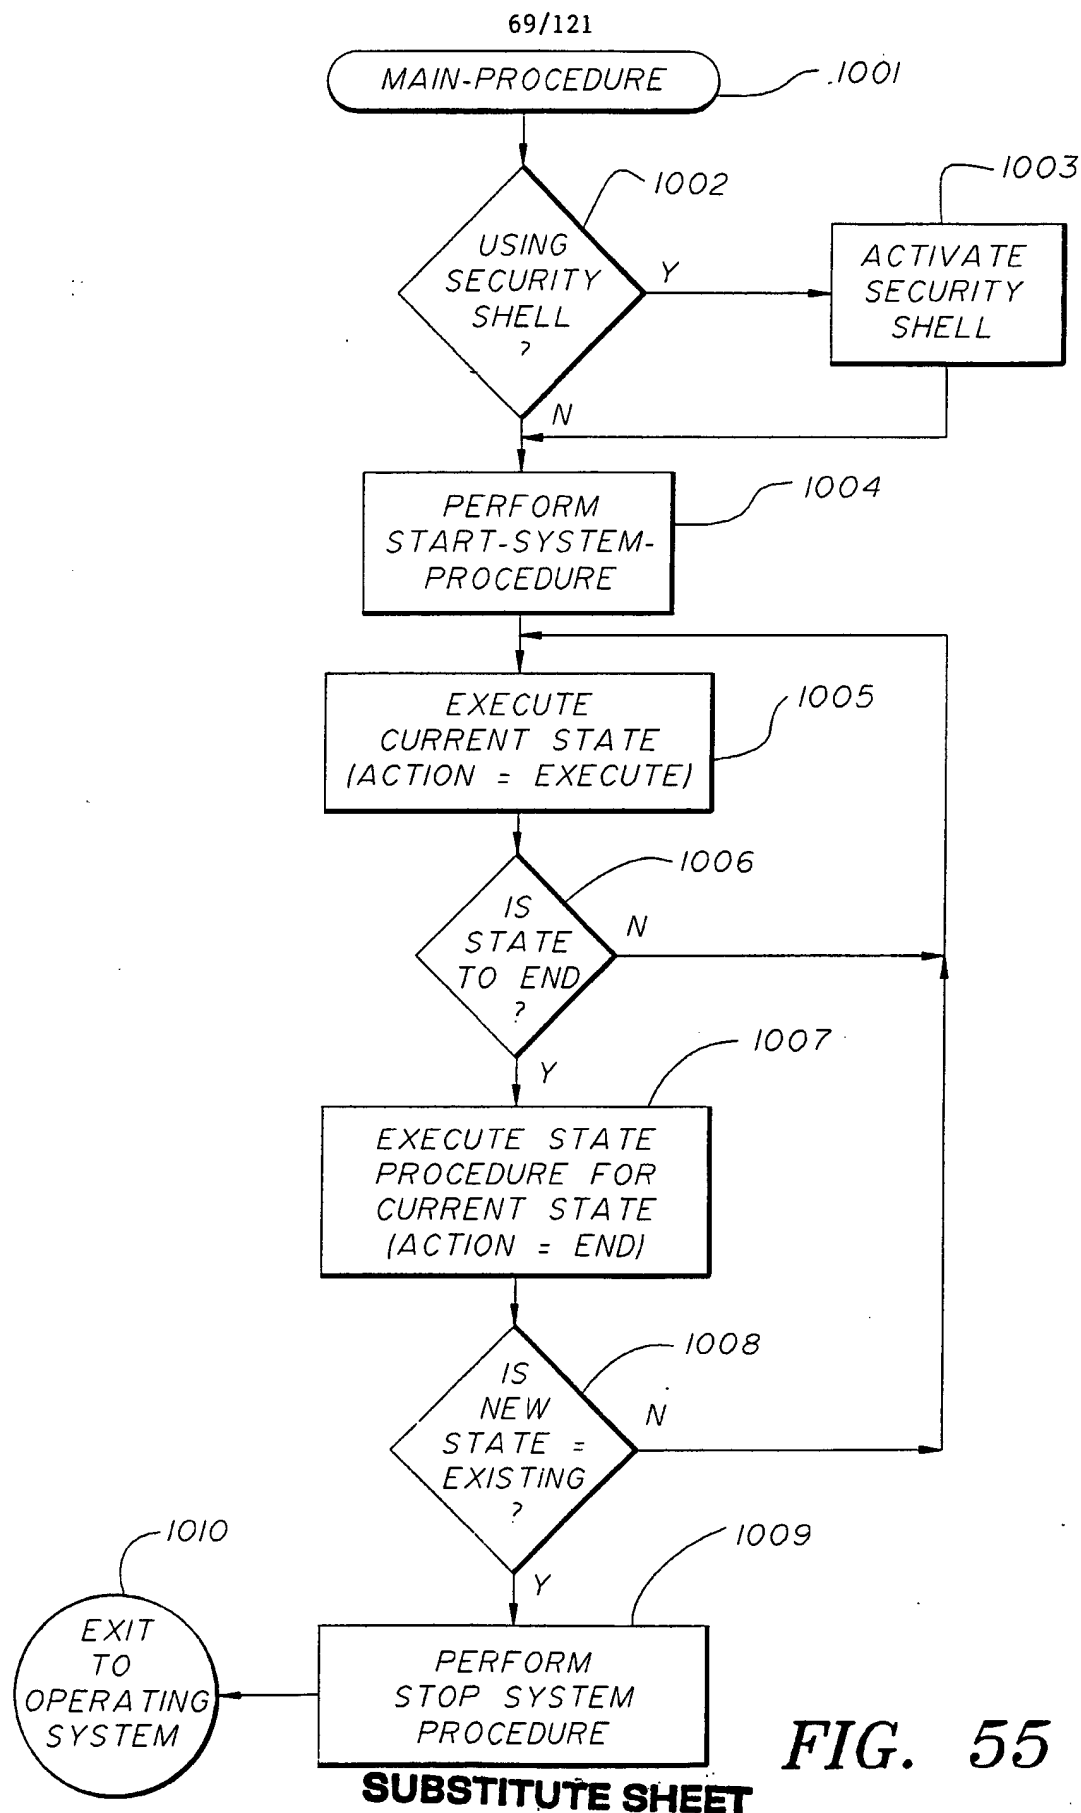 69/121
MAIN-PROCEDURE
1001
USING
SECURITY
SHELL
?
1002
Y
N
ACTIVATE
SECURITY
SHELL
1003
PERFORM
START-SYSTEM-
PROCEDURE
1004
EXECUTE
CURRENT STATE
(ACTION = EXECUTE)
1005
IS
STATE
TO END
?
1006
N
Y
EXECUTE STATE
PROCEDURE FOR
CURRENT STATE
(ACTION = END)
1007
IS
NEW
STATE =
EXISTING
?
1008
N
Y
PERFORM
STOP SYSTEM
PROCEDURE
1009
EXIT
TO
OPERATING
SYSTEM
1010
FIG. 55
SUBSTITUTE SHEET